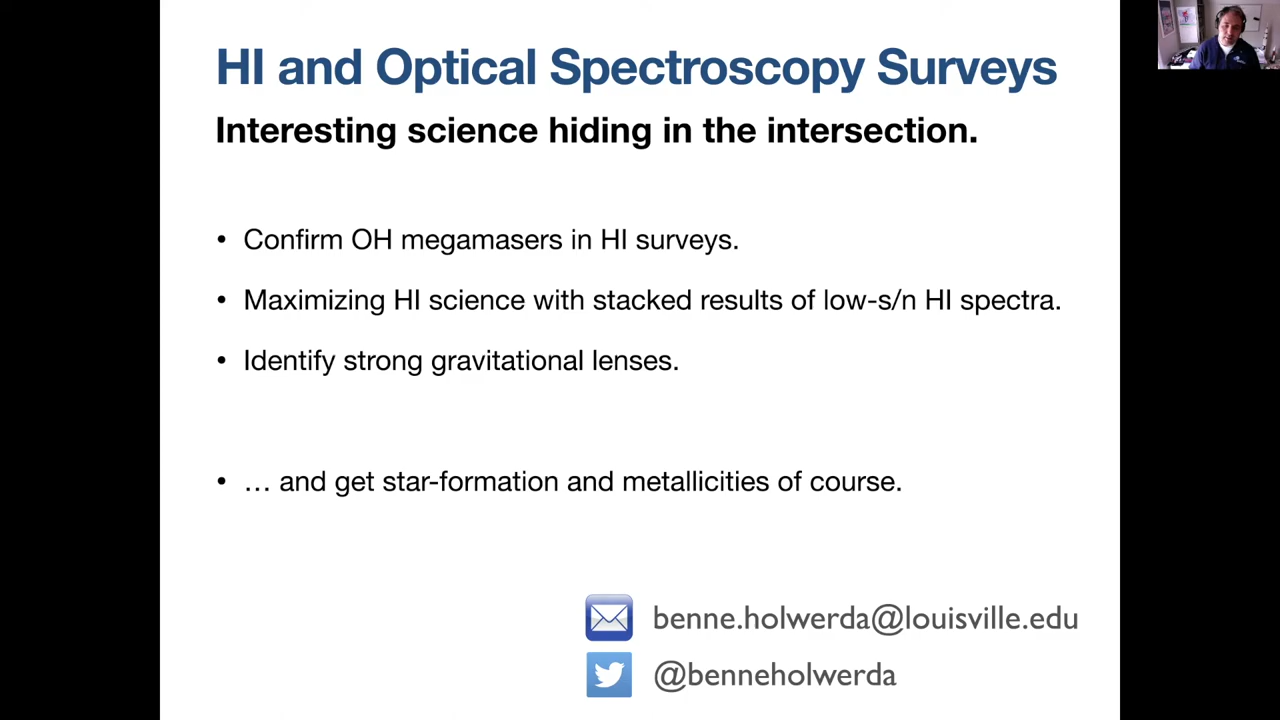 HI and Optical Spectroscopy Surveys
Interesting science hiding in the intersection.
• Confirm OH megamasers in HI surveys.
• Maximizing HI science with stacked results of low-s/n HI spectra.
• Identify strong gravitational lenses.
• … and get star-formation and metallicities of course.
benne.holwerda@louisville.edu
@benneholwerda